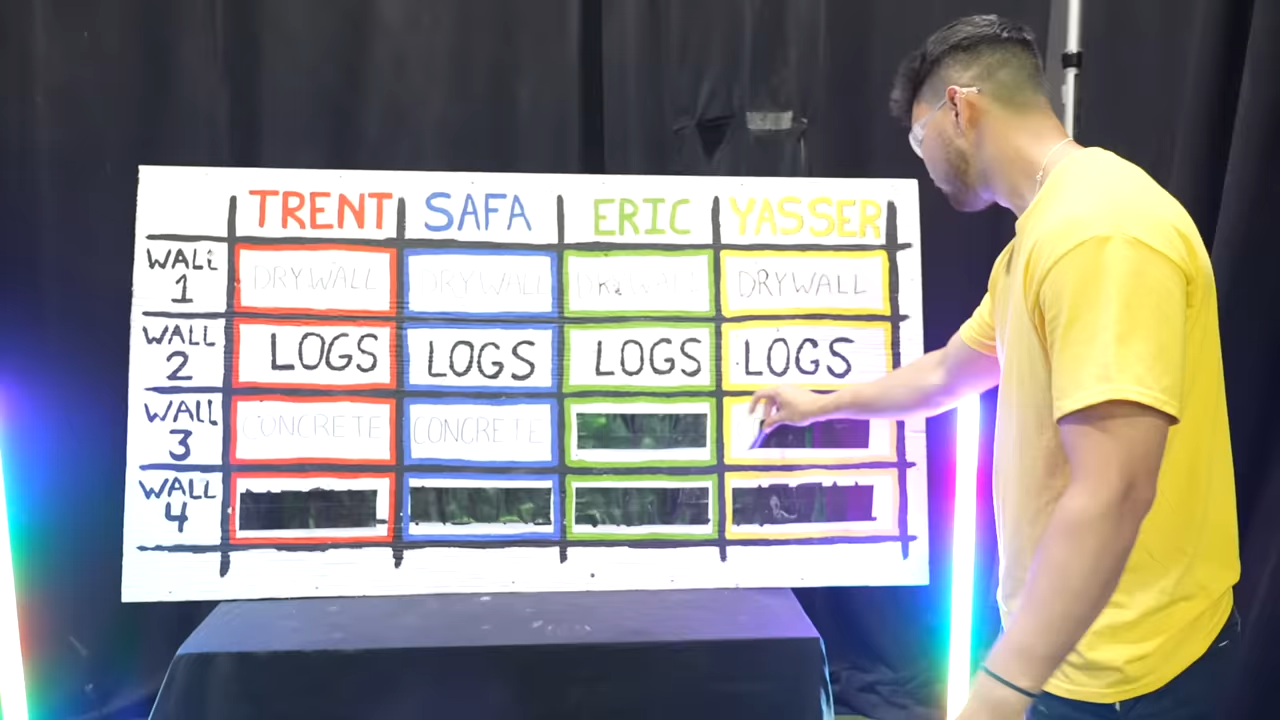 TRENT SAFA ERIC YASSER
WALL 1 DRYWALL DRYWALL DRYWALL DRYWALL
WALL 2 LOGS LOGS LOGS LOGS
WALL 3 CONCRETE CONCRETE
WALL 4